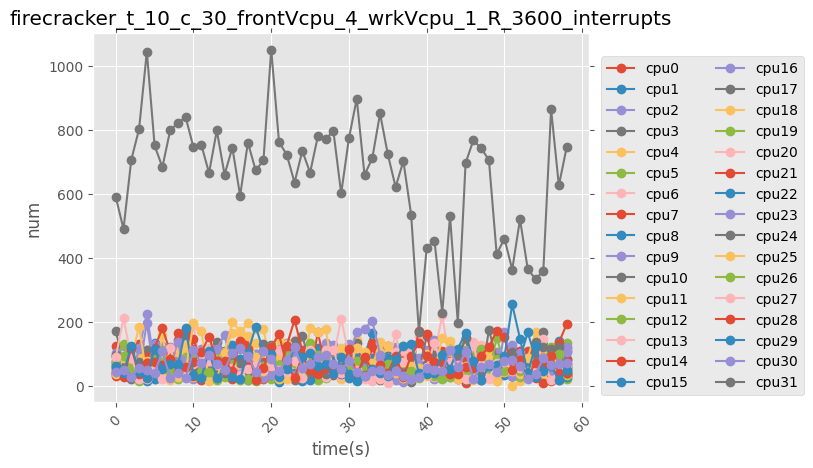 firecracker_t_10_c_30_frontVcpu_4_wrkVcpu_1_R_3600_interrupts
num
1000
800
600
400
200
0
0
10
20
30
40
50
60
time(s)
cpu0
cpu1
cpu2
cpu3
cpu4
cpu5
cpu6
cpu7
cpu8
cpu9
cpu10
cpu11
cpu12
cpu13
cpu14
cpu15
cpu16
cpu17
cpu18
cpu19
cpu20
cpu21
cpu22
cpu23
cpu24
cpu25
cpu26
cpu27
cpu28
cpu29
cpu30
cpu31